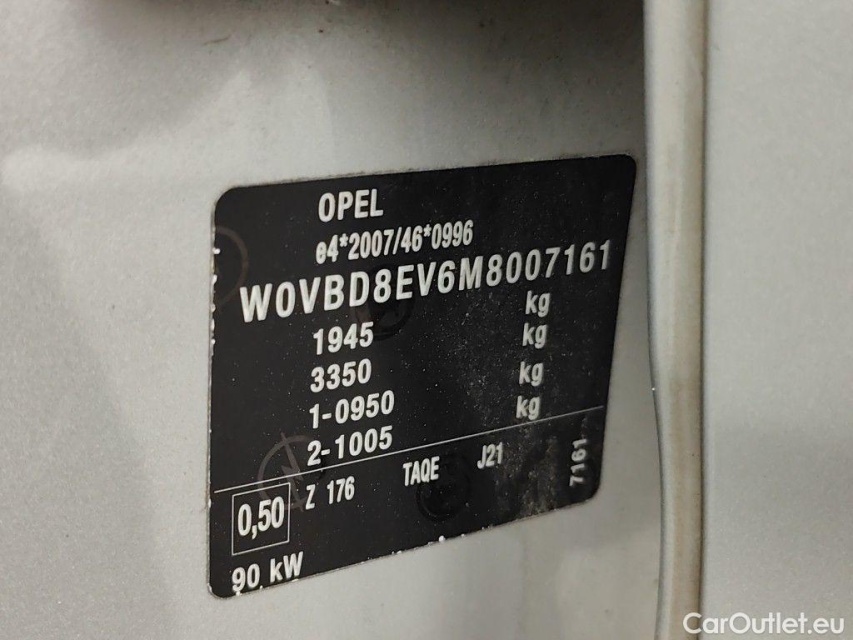 OPEL
e4*2007/46*0996
W0VBD8EV6M8007161
1945 kg
3350 kg
1-0950 kg
2-1005 kg
0,50 Z 176 TAQE J21 7161
90 kW
CarOutlet.eu